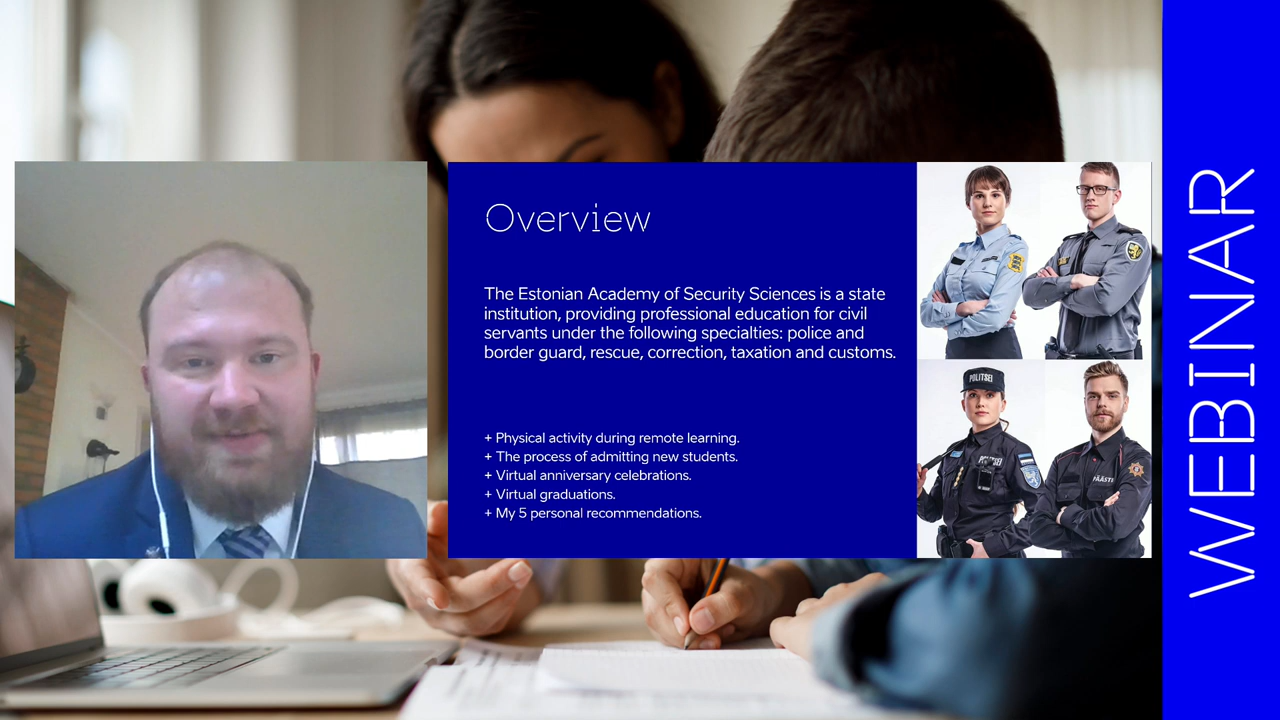 Overview
The Estonian Academy of Security Sciences is a state
institution, providing professional education for civil
servants under the following specialties: police and
border guard, rescue, correction, taxation and customs.
+ Physical activity during remote learning.
+ The process of admitting new students.
+ Virtual anniversary celebrations.
+ Virtual graduations.
+ My 5 personal recommendations.
POLITSEI
POLITSEI
PÄÄSTE
WEBINAR